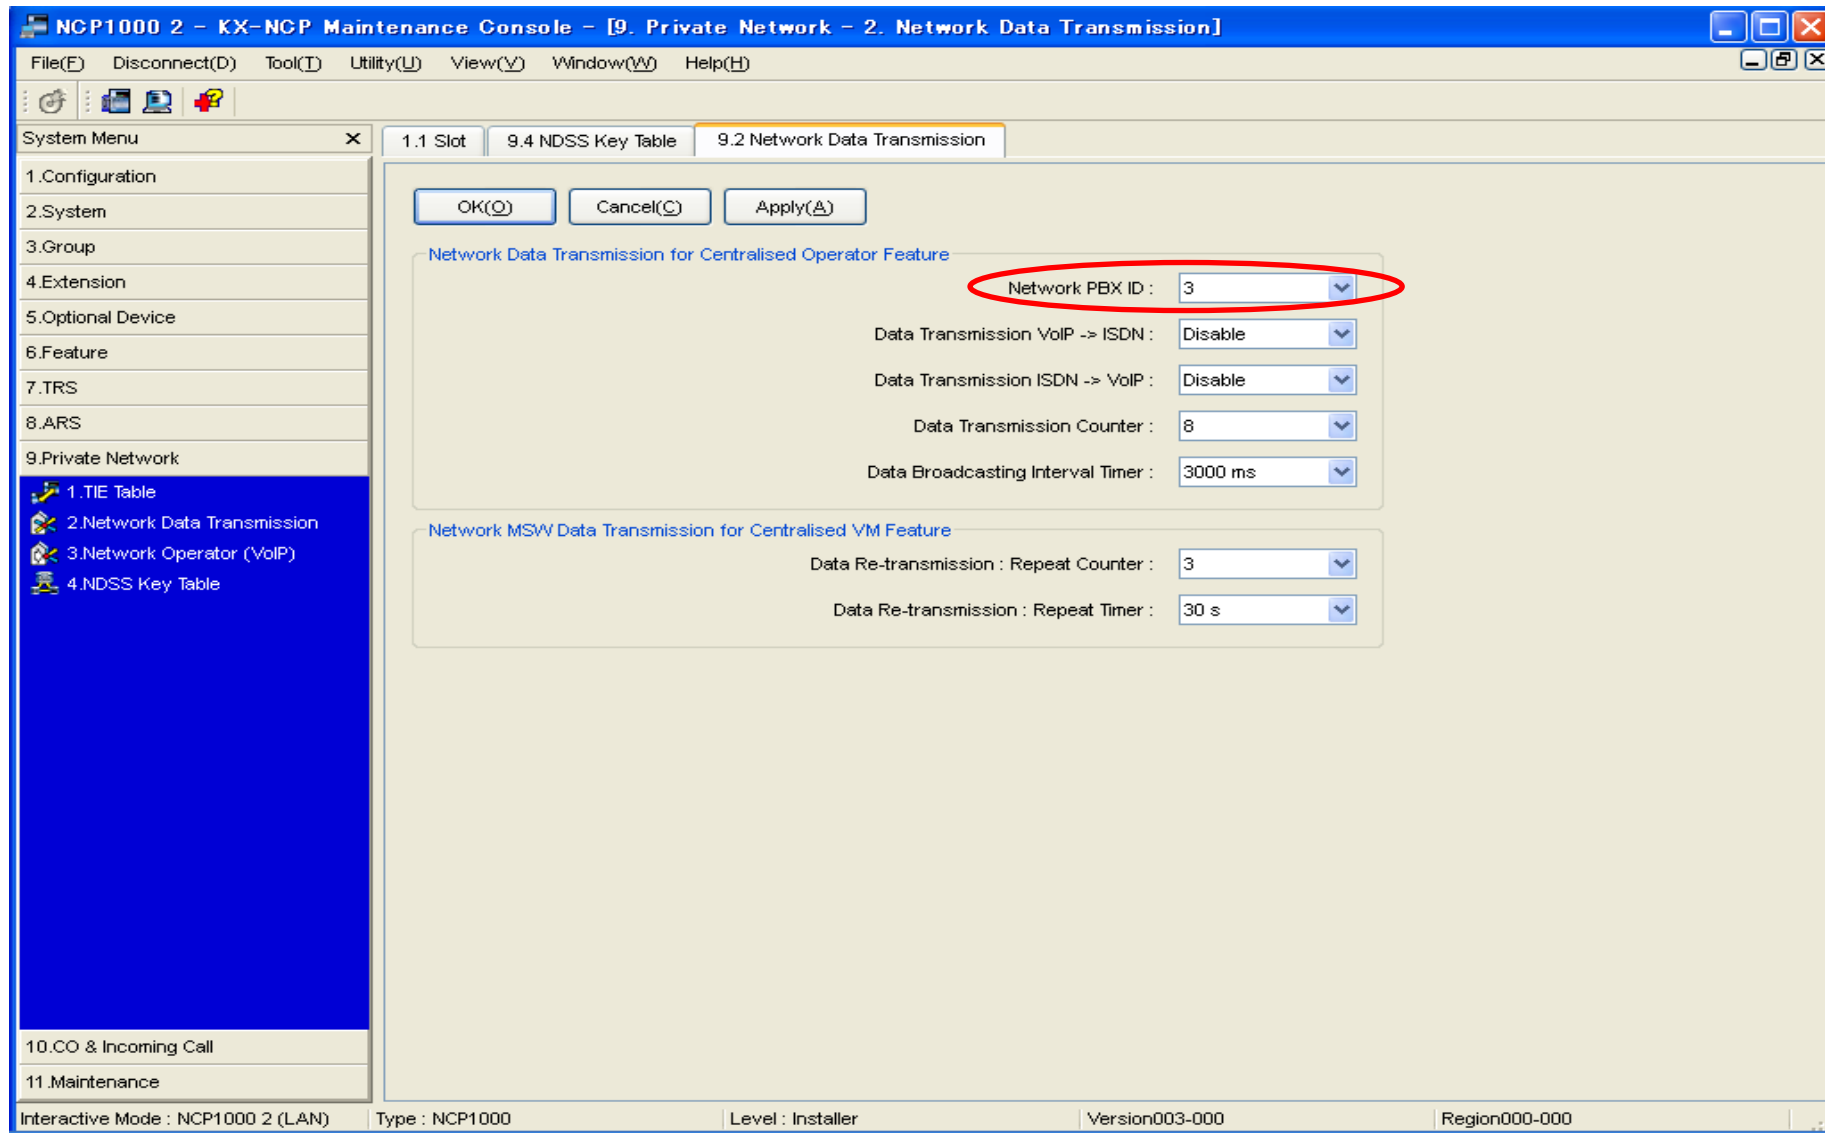 NCP1000 2 - KX-NCP Maintenance Console - [9. Private Network - 2. Network Data Transmission]
File(F) Disconnect(D) Tool(T) Utility(U) View(V) Window(W) Help(H)
System Menu
1.1 Slot 9.4 NDSS Key Table 9.2 Network Data Transmission
1.Configuration
2.System
3.Group
4.Extension
5.Optional Device
6.Feature
7.TRS
8.ARS
9.Private Network
1.TIE Table
2.Network Data Transmission
3.Network Operator (VoIP)
4.NDSS Key Table
10.CO & Incoming Call
11.Maintenance
OK(O) Cancel(C) Apply(A)
Network Data Transmission for Centralised Operator Feature
Network PBX ID : 3
Data Transmission VoIP -> ISDN : Disable
Data Transmission ISDN -> VoIP : Disable
Data Transmission Counter : 8
Data Broadcasting Interval Timer : 3000 ms
Network MSW Data Transmission for Centralised VM Feature
Data Re-transmission : Repeat Counter : 3
Data Re-transmission : Repeat Timer : 30 s
Interactive Mode : NCP1000 2 (LAN) Type : NCP1000 Level : Installer Version003-000 Region000-000